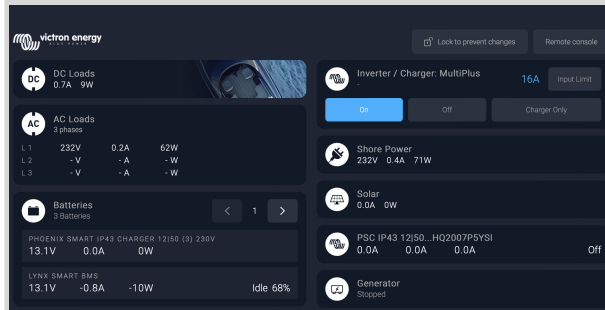 victron energy
BLUE POWER
Lock to prevent changes
Remote console
DC
DC Loads
0.7A 9W
AC
AC Loads
3 phases
L1 232V 0.2A 62W
L2 - V - A - W
L3 - V - A - W
Batteries
3 Batteries
1
PHOENIX SMART IP43 CHARGER 12|50 (3) 230V
13.1V 0.0A 0W
LYNX SMART BMS
13.1V -0.8A -10W Idle 68%
Inverter / Charger: MultiPlus
-
16A
Input Limit
On
Off
Charger Only
Shore Power
232V 0.4A 71W
Solar
0.0A 0W
PSC IP43 12|50...HQ2007P5YSI
0.0A 0.0A 0.0A Off
Generator
Stopped